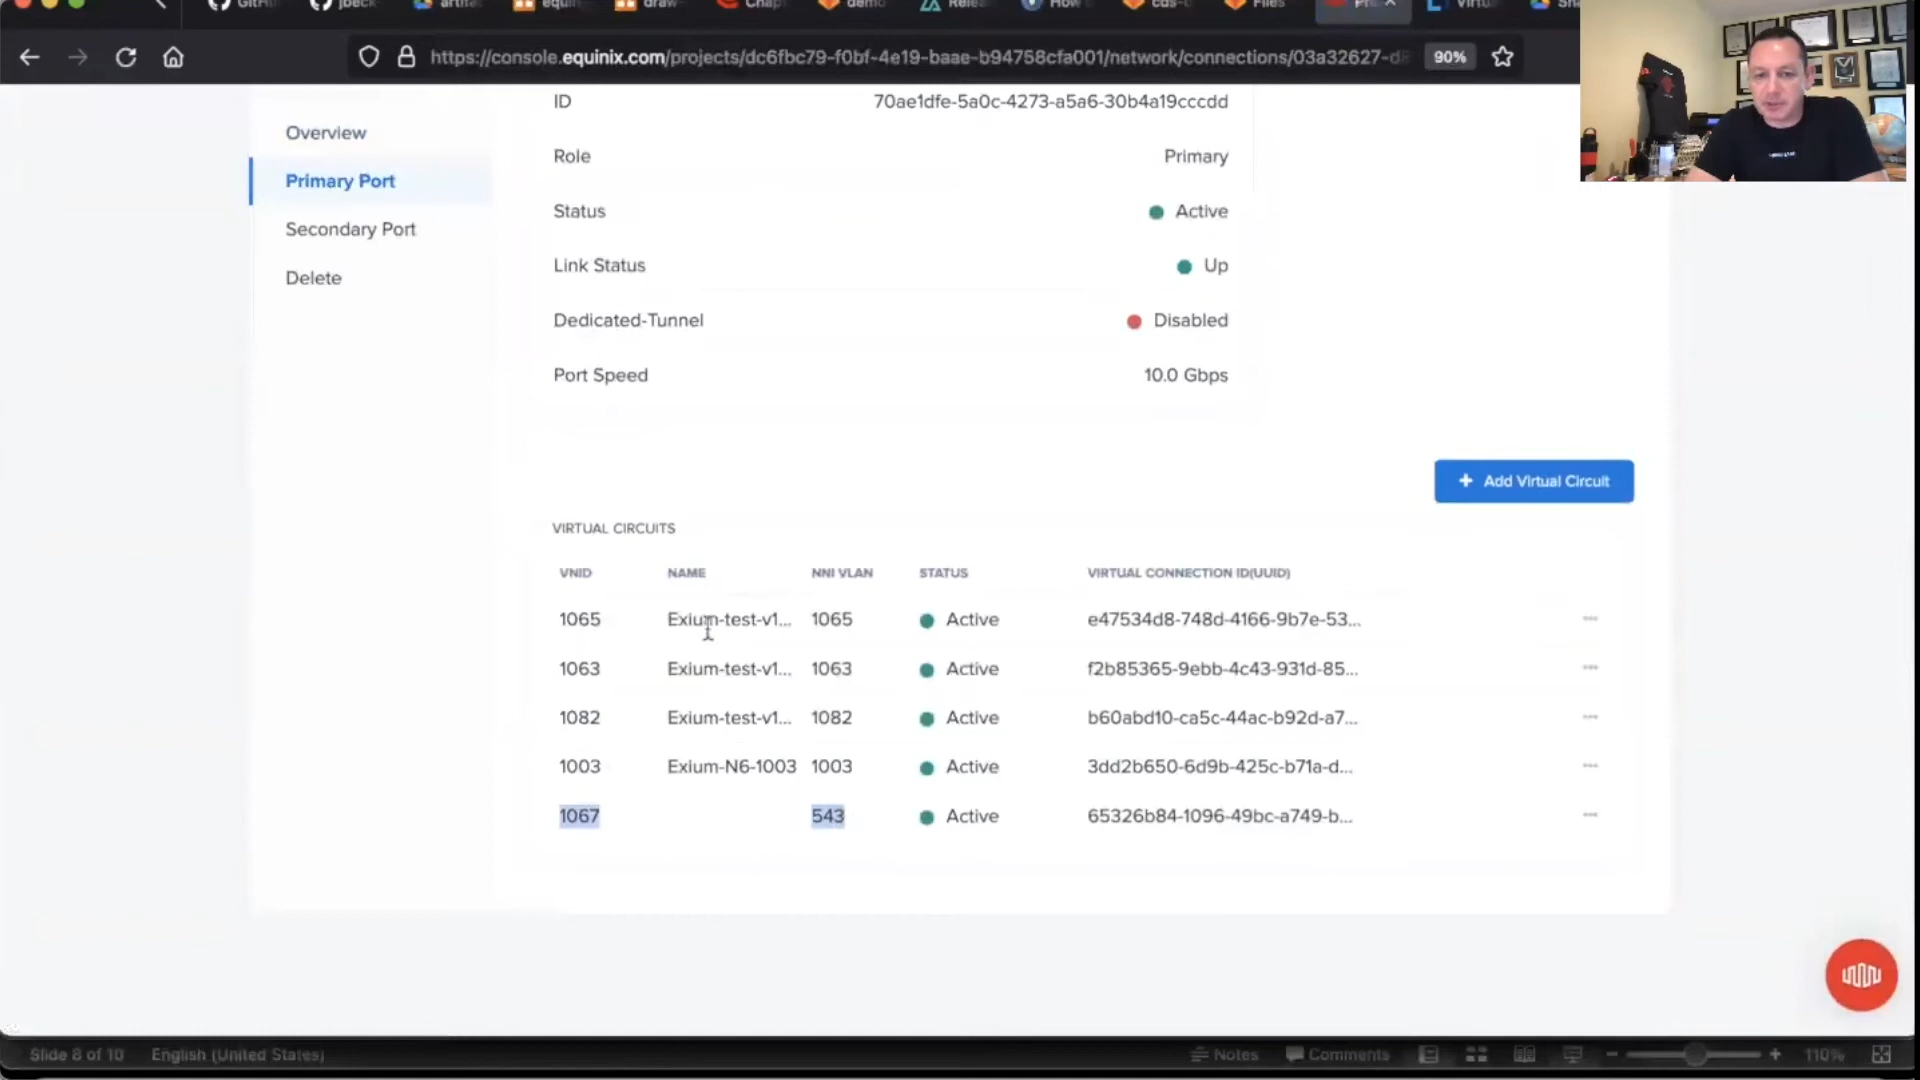 https://console.equinix.com/projects/dc6fbc79-f0bf-4e19-baae-b94758cfa001/network/connections/03a32627-d
90%
Overview
Primary Port
Secondary Port
Delete
ID 70ae1dfe-5a0c-4273-a5a6-30b4a19cccdd
Role Primary
Status Active
Link Status Up
Dedicated-Tunnel Disabled
Port Speed 10.0 Gbps
+ Add Virtual Circuit
VIRTUAL CIRCUITS
VNID NAME NNI VLAN STATUS VIRTUAL CONNECTION ID(UUID)
1065 Exium-test-v1... 1065 Active e47534d8-748d-4166-9b7e-53...
1063 Exium-test-v1... 1063 Active f2b85365-9ebb-4c43-931d-85...
1082 Exium-test-v1... 1082 Active b60abd10-ca5c-44ac-b92d-a7...
1003 Exium-N6-1003 1003 Active 3dd2b650-6d9b-425c-b71a-d...
1067 543 Active 65326b84-1096-49bc-a749-b...
Slide 8 of 10 English (United States) Notes Comments 110%